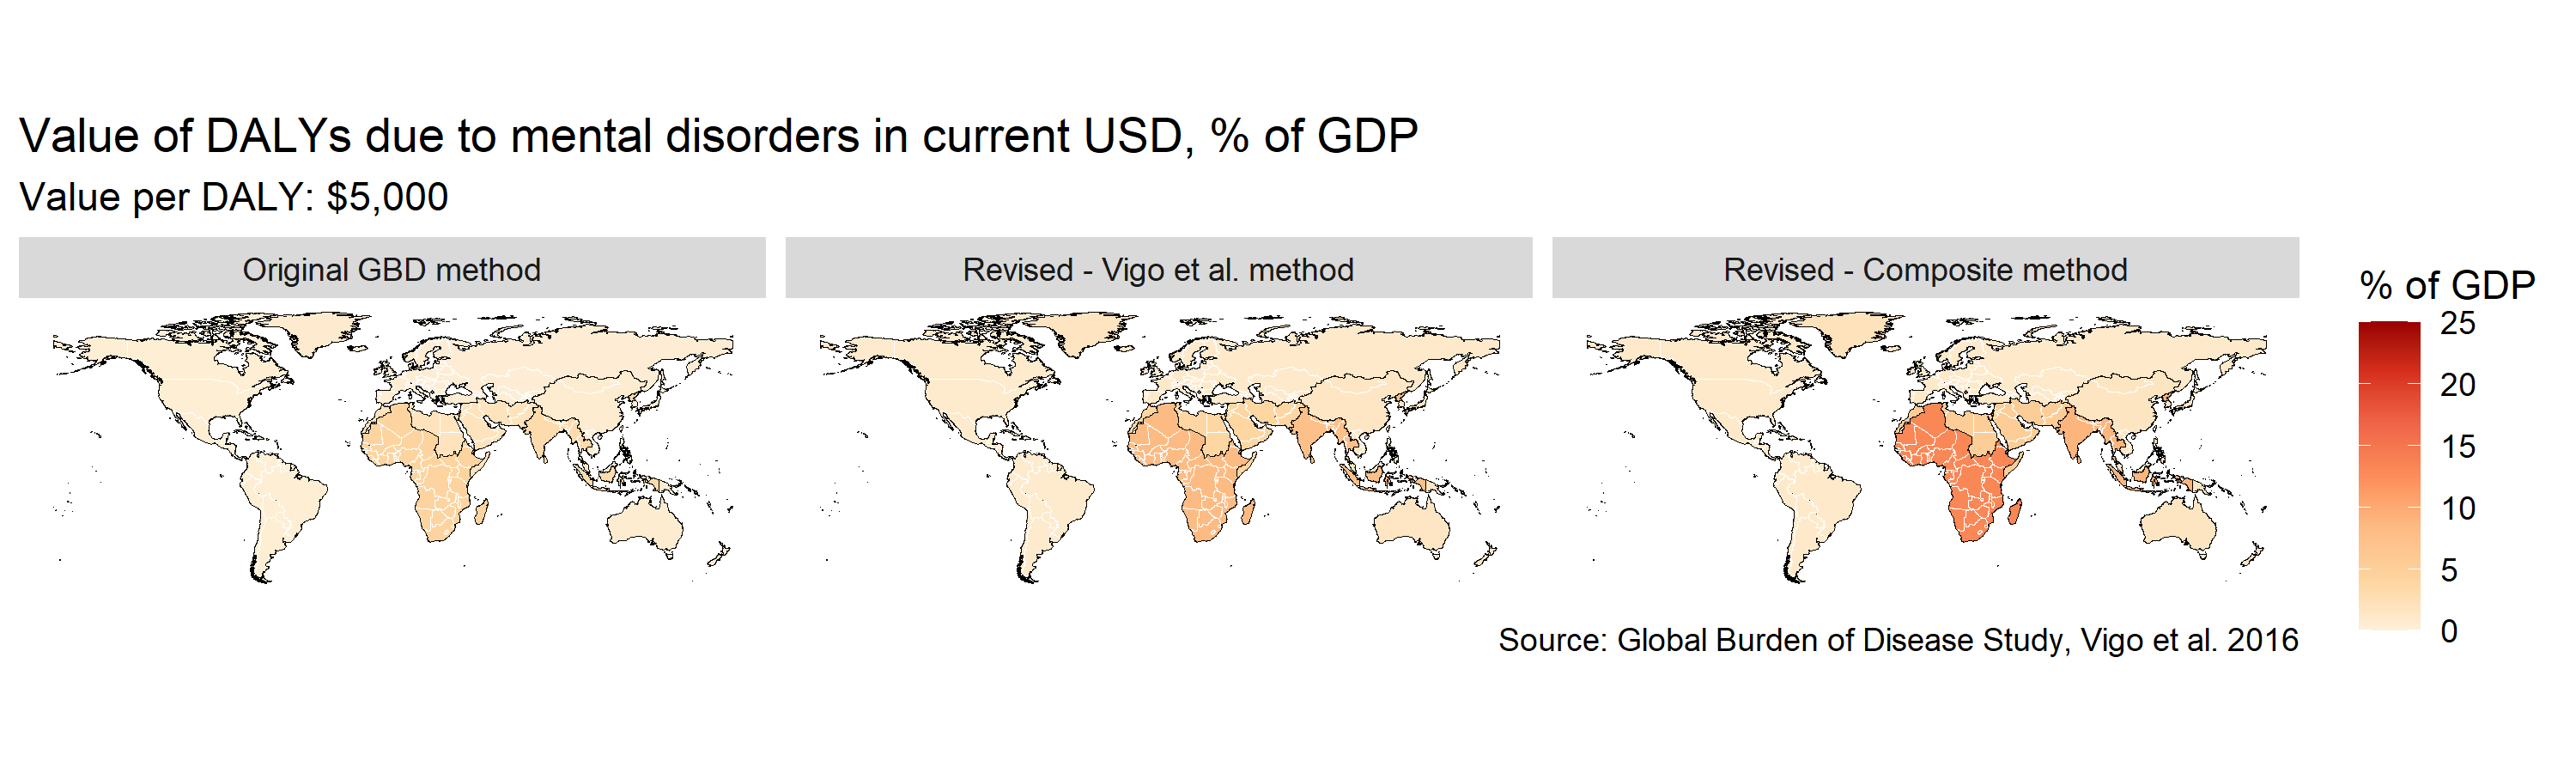 Value of DALYs due to mental disorders in current USD, % of GDP
Value per DALY: $5,000
Original GBD method
Revised - Vigo et al. method
Revised - Composite method
% of GDP
25
20
15
10
5
0
Source: Global Burden of Disease Study, Vigo et al. 2016